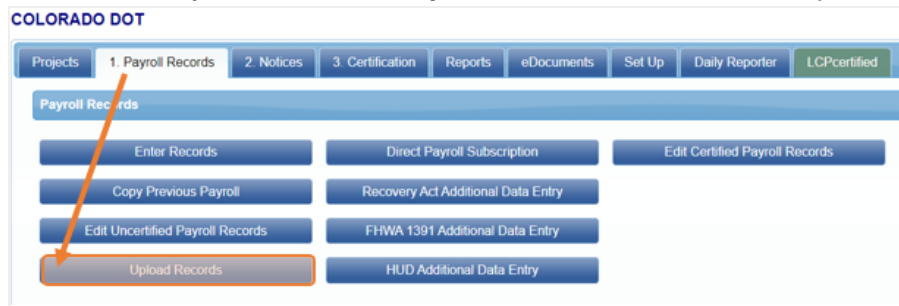 COLORADO DOT
Projects 1. Payroll Records 2. Notices 3. Certification Reports eDocuments Set Up Daily Reporter LCPcertified
Payroll Records
Enter Records Direct Payroll Subscription Edit Certified Payroll Records
Copy Previous Payroll Recovery Act Additional Data Entry
Edit Uncertified Payroll Records FHWA 1391 Additional Data Entry
Upload Records HUD Additional Data Entry